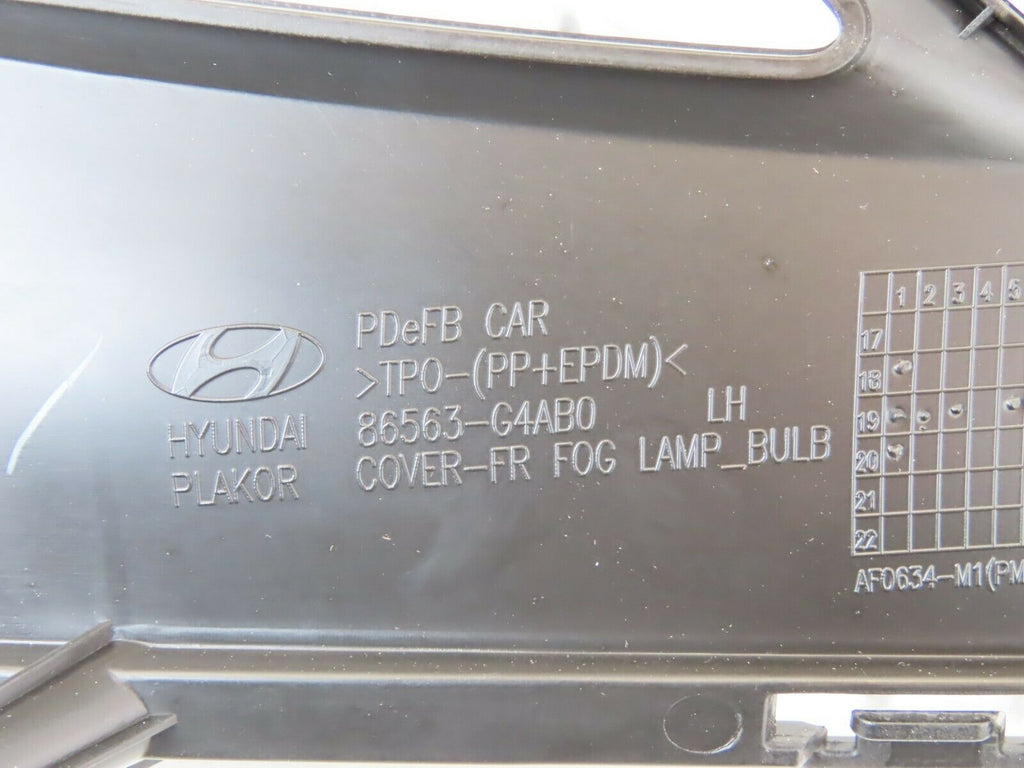 PDeFB CAR
>TPO-(PP+EPDM)<
86563-G4AB0 LH
COVER-FR FOG LAMP_BULB
HYUNDAI
PLAKOR
1 2 3 4 5
17
18
19
20
21
22
AF0634-M1(PM